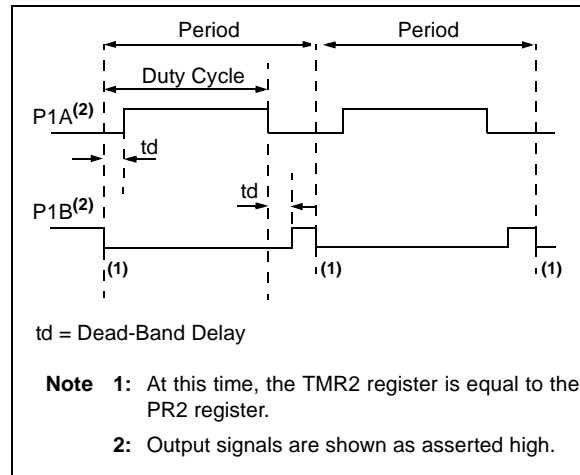 Period Period
Duty Cycle
P1A(2)
td
td
P1B(2)
(1) (1) (1)
td = Dead-Band Delay
Note 1: At this time, the TMR2 register is equal to the
PR2 register.
2: Output signals are shown as asserted high.